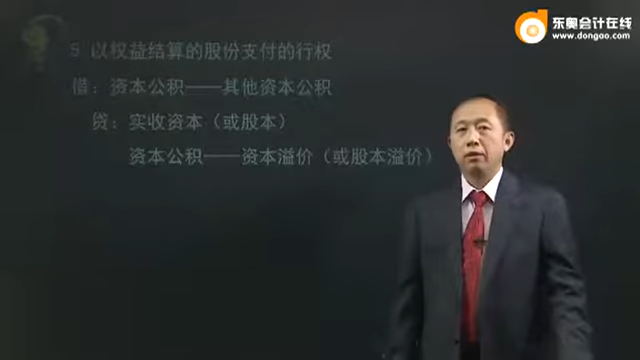 东奥会计在线
www.dongao.com
5 以权益结算的股份支付的行权
借：资本公积——其他资本公积
贷：实收资本（或股本）
资本公积——资本溢价（或股本溢价）